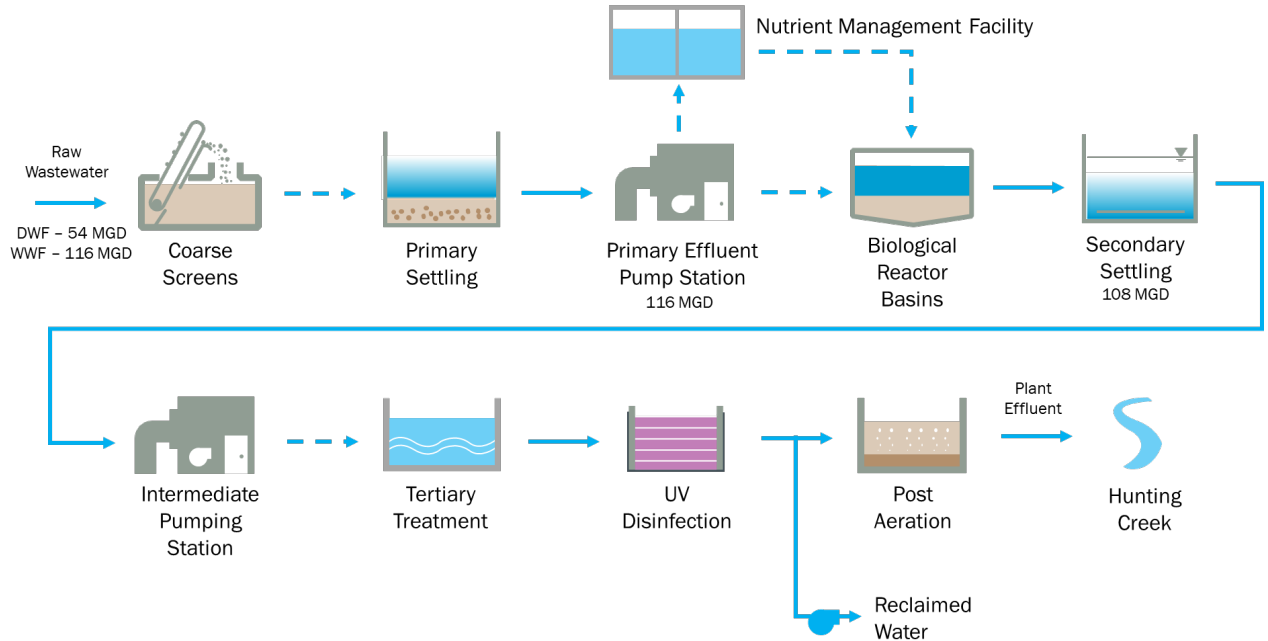 Nutrient Management Facility
Raw
Wastewater
DWF – 54 MGD
WWF – 116 MGD
Coarse
Screens
Primary
Settling
Primary Effluent
Pump Station
116 MGD
Biological
Reactor
Basins
Secondary
Settling
108 MGD
Intermediate
Pumping
Station
Tertiary
Treatment
UV
Disinfection
Post
Aeration
Plant
Effluent
Hunting
Creek
Reclaimed
Water